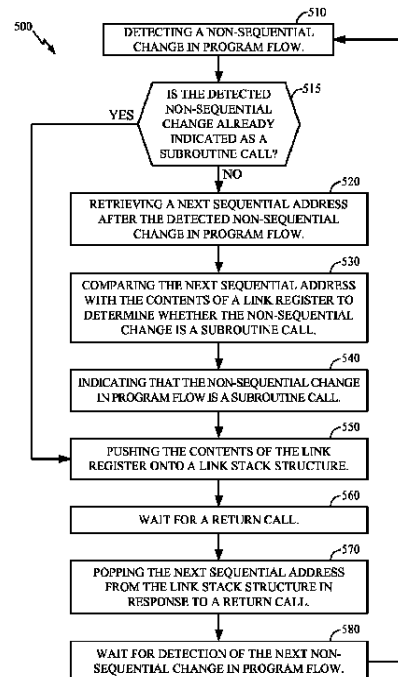 500
510
DETECTING A NON-SEQUENTIAL
CHANGE IN PROGRAM FLOW.
515
IS THE DETECTED
NON-SEQUENTIAL
CHANGE ALREADY
INDICATED AS A
SUBROUTINE CALL?
YES
NO
520
RETRIEVING A NEXT SEQUENTIAL ADDRESS
AFTER THE DETECTED NON-SEQUENTIAL
CHANGE IN PROGRAM FLOW.
530
COMPARING THE NEXT SEQUENTIAL ADDRESS
WITH THE CONTENTS OF A LINK REGISTER TO
DETERMINE WHETHER THE NON-SEQUENTIAL
CHANGE IS A SUBROUTINE CALL.
540
INDICATING THAT THE NON-SEQUENTIAL CHANGE
IN PROGRAM FLOW IS A SUBROUTINE CALL.
550
PUSHING THE CONTENTS OF THE LINK
REGISTER ONTO A LINK STACK STRUCTURE.
560
WAIT FOR A RETURN CALL.
570
POPPING THE NEXT SEQUENTIAL ADDRESS
FROM THE LINK STACK STRUCTURE IN
RESPONSE TO A RETURN CALL.
580
WAIT FOR DETECTION OF THE NEXT NON-
SEQUENTIAL CHANGE IN PROGRAM FLOW.